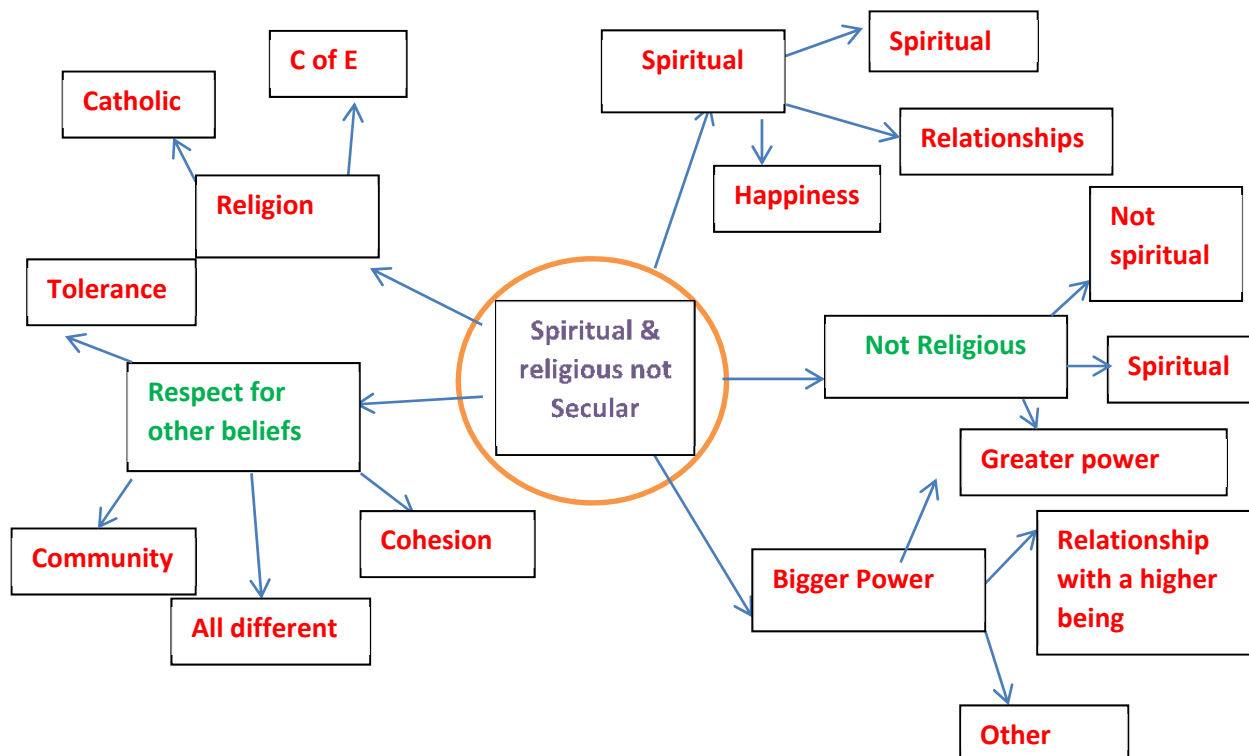 C of E
Catholic
Religion
Tolerance
Respect for
other beliefs
Community
All different
Cohesion
Spiritual &
religious not
Secular
Spiritual
Spiritual
Relationships
Happiness
Not
spiritual
Not Religious
Spiritual
Greater power
Bigger Power
Relationship
with a higher
being
Other